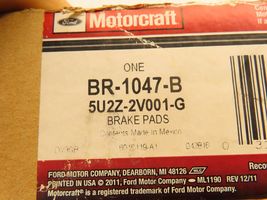 Ford
Motorcraft
ONE
BR-1047-B
5U2Z-2V001-G
BRAKE PADS
Contents Made in Mexico
FORD MOTOR COMPANY, DEARBORN, MI 48126
PRINTED IN USA © 2011, Ford Motor Company — ML1190 REV 12/11
Motorcraft® is a registered trademark of Ford Motor Company